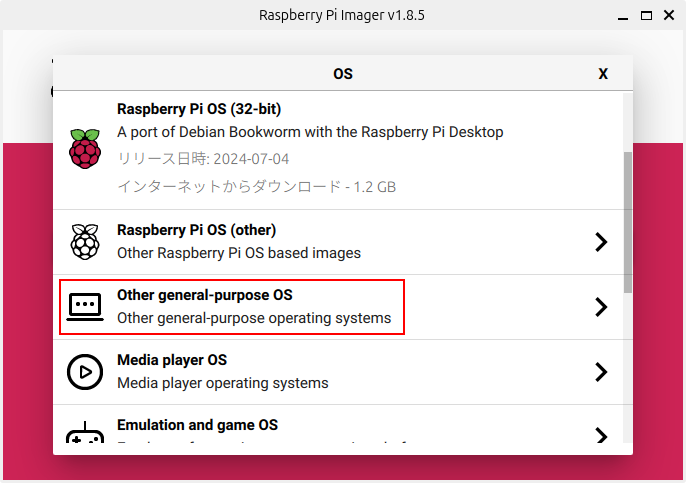 Raspberry Pi Imager v1.8.5
OS
X
Raspberry Pi OS (32-bit)
A port of Debian Bookworm with the Raspberry Pi Desktop
リリース日時: 2024-07-04
インターネットからダウンロード - 1.2 GB
Raspberry Pi OS (other)
Other Raspberry Pi OS based images
Other general-purpose OS
Other general-purpose operating systems
Media player OS
Media player operating systems
Emulation and game OS